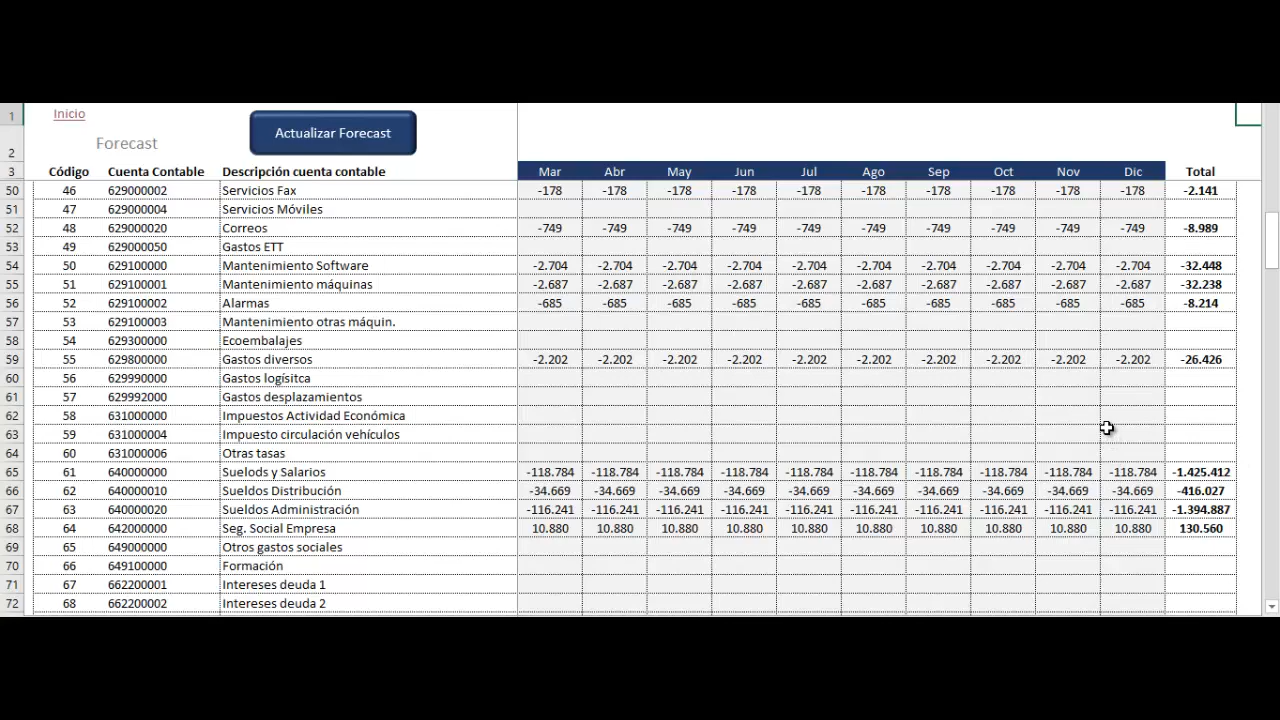 1 Inicio
Actualizar Forecast
2 Forecast
3 Código Cuenta Contable Descripción cuenta contable Mar Abr May Jun Jul Ago Sep Oct Nov Dic Total
50 46 629000002 Servicios Fax -178 -178 -178 -178 -178 -178 -178 -178 -178 -178 -2.141
51 47 629000004 Servicios Móviles
52 48 629000020 Correos -749 -749 -749 -749 -749 -749 -749 -749 -749 -749 -8.989
53 49 629000050 Gastos ETT
54 50 629100000 Mantenimiento Software -2.704 -2.704 -2.704 -2.704 -2.704 -2.704 -2.704 -2.704 -2.704 -2.704 -32.448
55 51 629100001 Mantenimiento máquinas -2.687 -2.687 -2.687 -2.687 -2.687 -2.687 -2.687 -2.687 -2.687 -2.687 -32.238
56 52 629100002 Alarmas -685 -685 -685 -685 -685 -685 -685 -685 -685 -685 -8.214
57 53 629100003 Mantenimiento otras máquin.
58 54 629300000 Ecoembalajes
59 55 629800000 Gastos diversos -2.202 -2.202 -2.202 -2.202 -2.202 -2.202 -2.202 -2.202 -2.202 -2.202 -26.426
60 56 629990000 Gastos logísitca
61 57 629992000 Gastos desplazamientos
62 58 631000000 Impuestos Actividad Económica
63 59 631000004 Impuesto circulación vehículos
64 60 631000006 Otras tasas
65 61 640000000 Suelods y Salarios -118.784 -118.784 -118.784 -118.784 -118.784 -118.784 -118.784 -118.784 -118.784 -118.784 -1.425.412
66 62 640000010 Sueldos Distribución -34.669 -34.669 -34.669 -34.669 -34.669 -34.669 -34.669 -34.669 -34.669 -34.669 -416.027
67 63 640000020 Sueldos Administración -116.241 -116.241 -116.241 -116.241 -116.241 -116.241 -116.241 -116.241 -116.241 -116.241 -1.394.887
68 64 642000000 Seg. Social Empresa 10.880 10.880 10.880 10.880 10.880 10.880 10.880 10.880 10.880 10.880 130.560
69 65 649000000 Otros gastos sociales
70 66 649100000 Formación
71 67 662200001 Intereses deuda 1
72 68 662200002 Intereses deuda 2